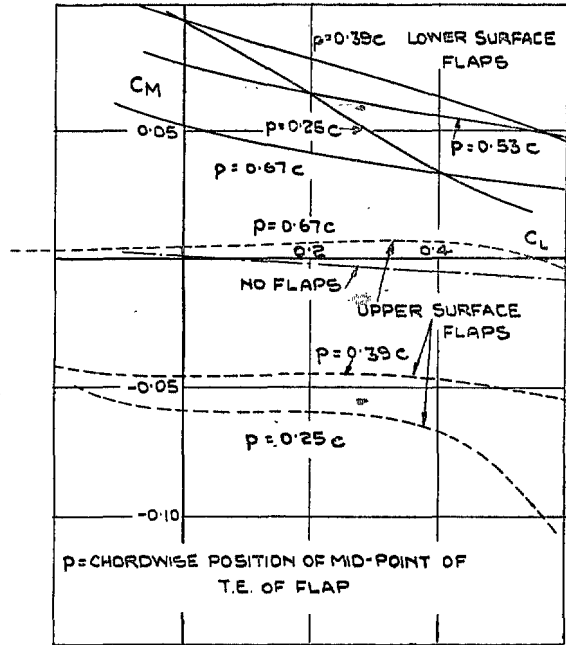 p=0.39c
LOWER SURFACE
FLAPS
CM
p=0.25c
0.05
p=0.53c
p=0.67c
p=0.67c
CL
0.2
0.4
NO FLAPS
UPPER SURFACE
FLAPS
p=0.39c
-0.05
p=0.25c
-0.10
p=CHORDWISE POSITION OF MID-POINT OF
T.E. OF FLAP